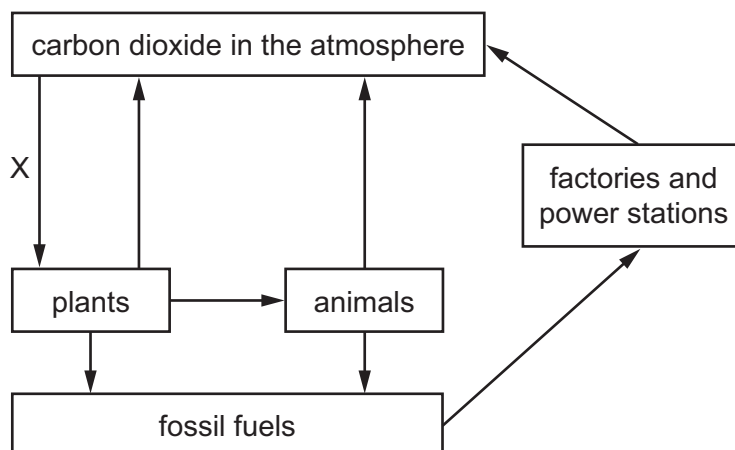 carbon dioxide in the atmosphere
X
factories and
power stations
plants
animals
fossil fuels